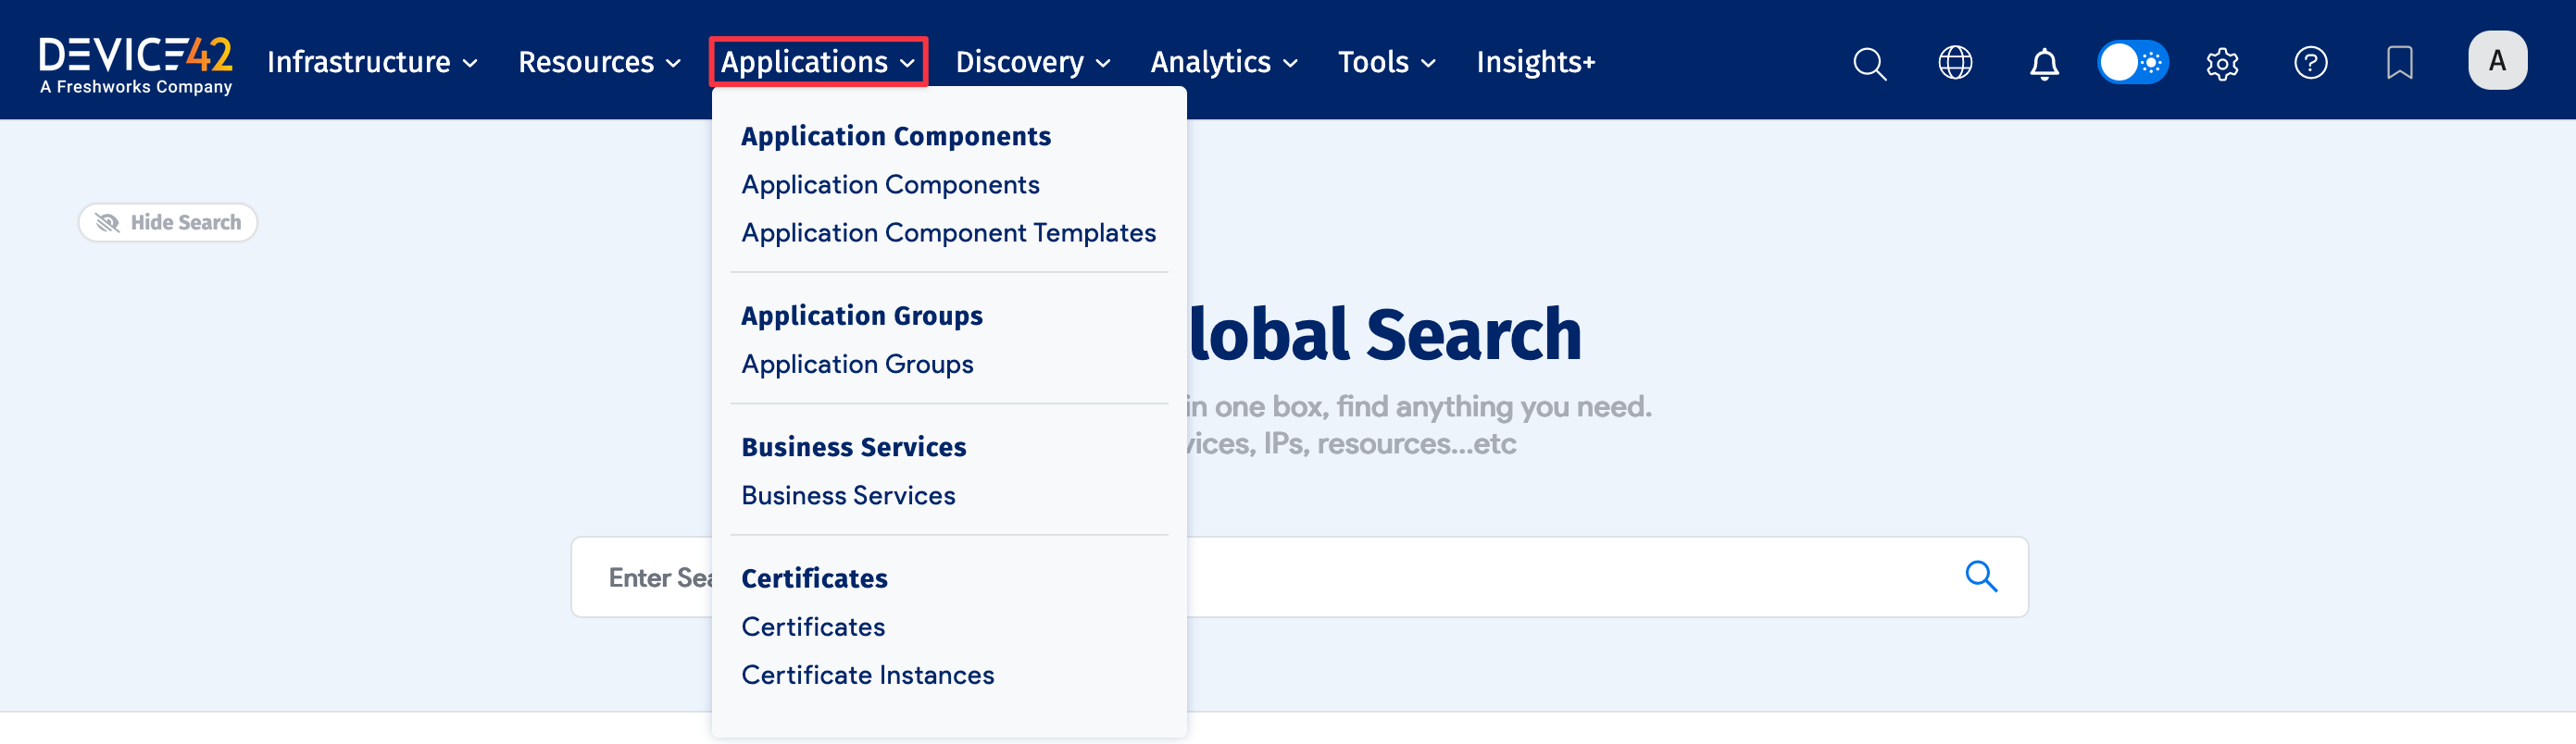 DEVICE42
A Freshworks Company
Infrastructure Resources Applications Discovery Analytics Tools Insights+
A
Application Components
Application Components
Application Component Templates
Application Groups
Application Groups
Business Services
Business Services
Certificates
Certificates
Certificate Instances
Hide Search
lobal Search
in one box, find anything you need.
vices, IPs, resources...etc
Enter Sea